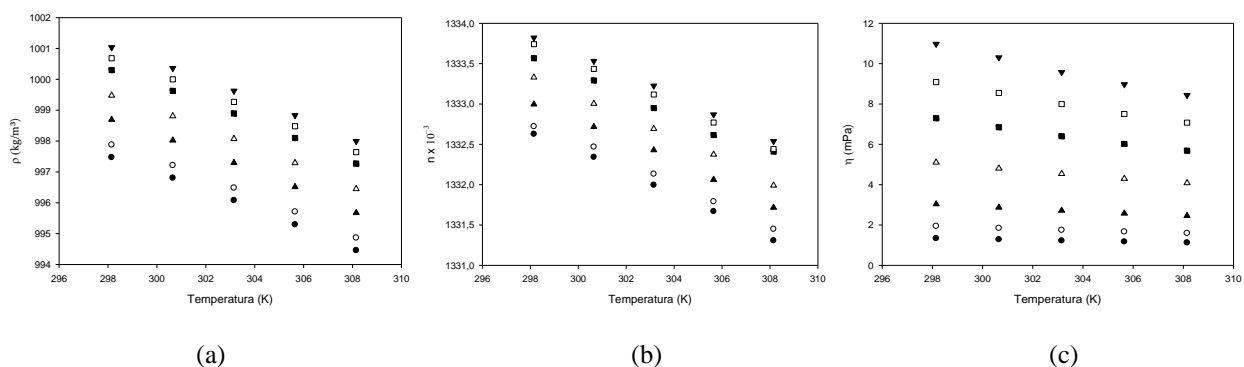 1002
1001
1000
999
998
997
996
995
994
ρ (kg/m³)
296 298 300 302 304 306 308 310
Temperatura (K)
(a)
1334,0
1333,5
1333,0
1332,5
1332,0
1331,5
1331,0
n x 10⁻³
296 298 300 302 304 306 308 310
Temperatura (K)
(b)
12
10
8
6
4
2
0
η (mPa)
296 298 300 302 304 306 308 310
Temperatura (K)
(c)